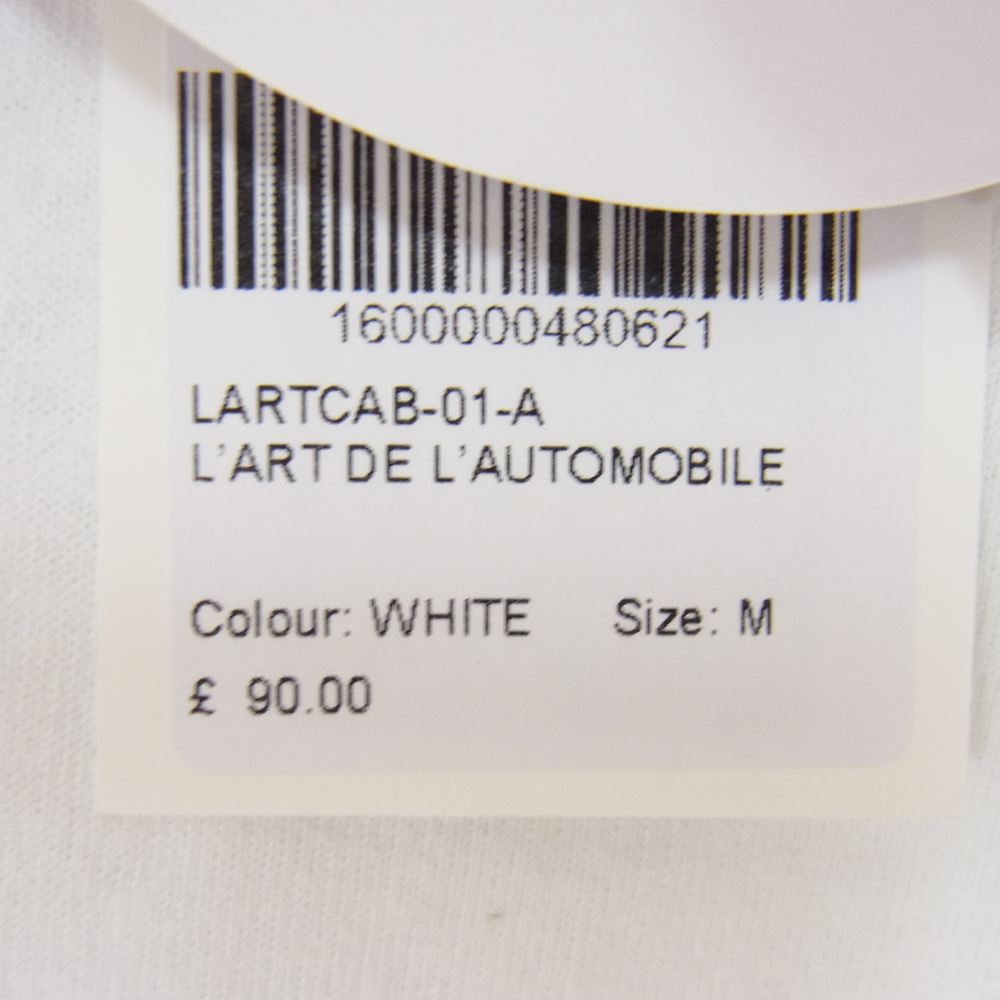 1600000480621
LARTCAB-01-A
L'ART DE L'AUTOMOBILE
Colour: WHITE Size: M
£ 90.00